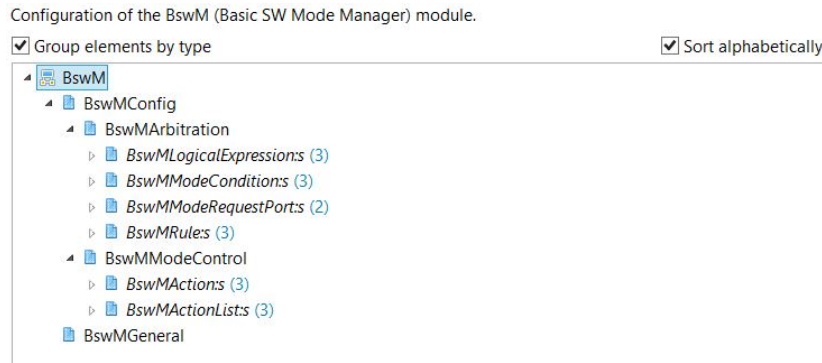 Configuration of the BswM (Basic SW Mode Manager) module.
Group elements by type Sort alphabetically
BswM
BswMConfig
BswMArbitration
BswMLogicalExpression:s (3)
BswMModeCondition:s (3)
BswMModeRequestPort:s (2)
BswMRule:s (3)
BswMModeControl
BswMAction:s (3)
BswMActionList:s (3)
BswMGeneral